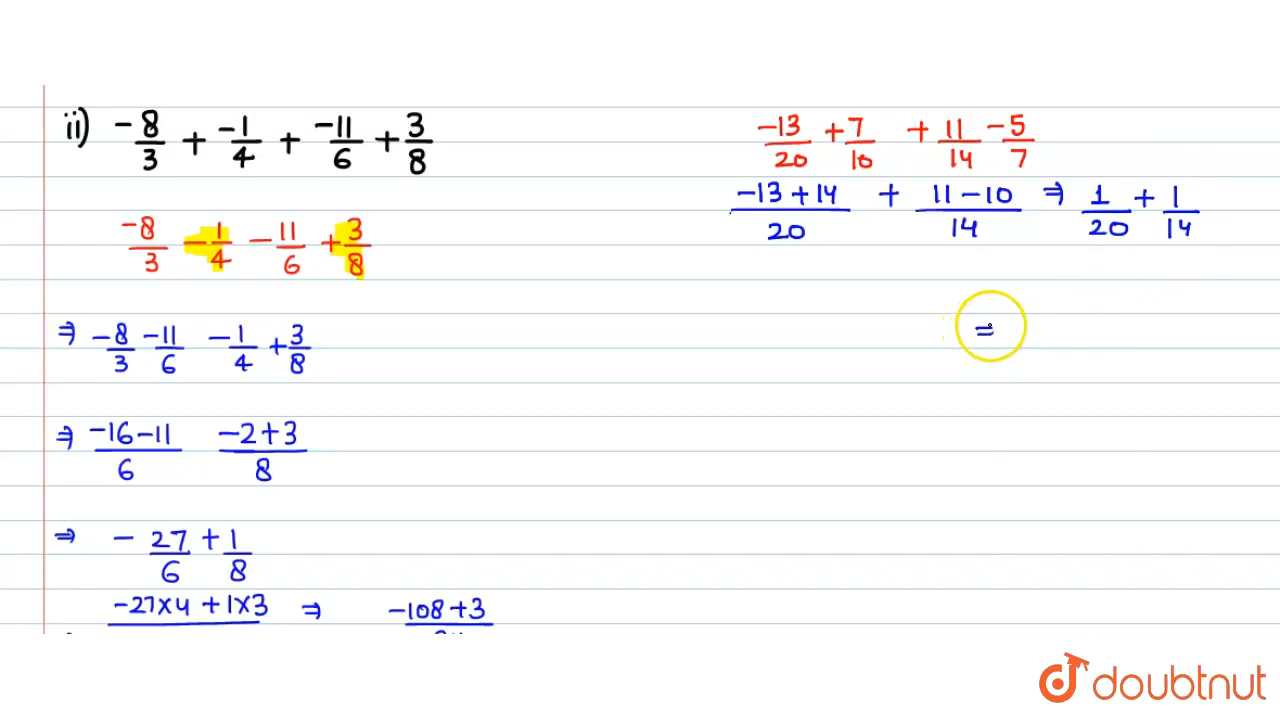 ii) -8/3 + -1/4 + -11/6 + 3/8
-8/3 - 1/4 - 11/6 + 3/8
⇒ -8/3 -11/6 -1/4 + 3/8
⇒ -16-11/6 -2+3/8
⇒ - 27/6 + 1/8
-27×4 + 1×3 ⇒ -108+3
-13/20 + 7/10 + 11/14 - 5/7
-13+14/20 + 11-10/14 ⇒ 1/20 + 1/14
=
doubtnut